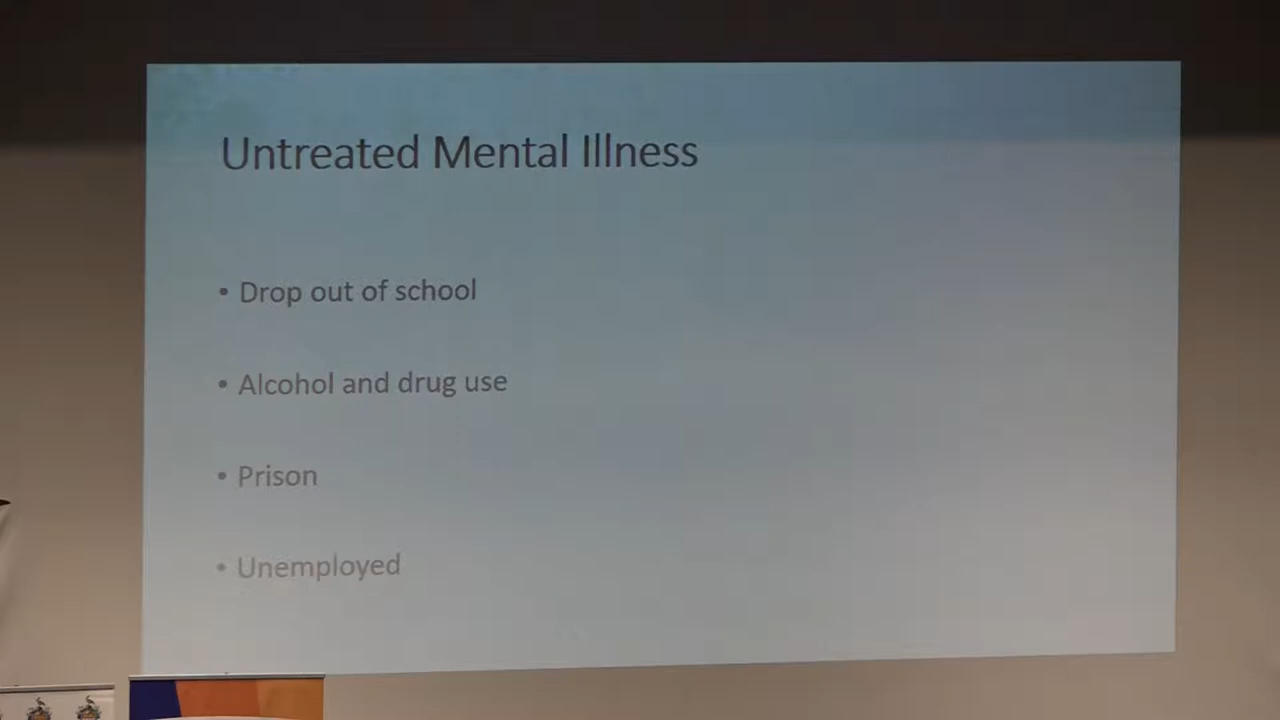 Untreated Mental Illness
• Drop out of school
• Alcohol and drug use
• Prison
• Unemployed